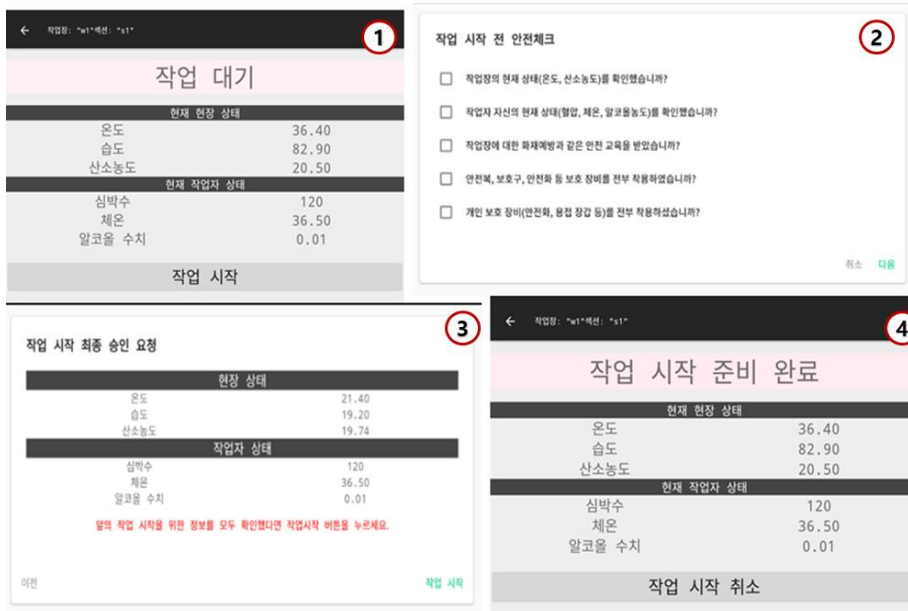 작업장: "w1"섹션: "s1"
1
작업 대기
현재 현장 상태
온도 36.40
습도 82.90
산소농도 20.50
현재 작업자 상태
심박수 120
체온 36.50
알코올 수치 0.01
작업 시작
작업 시작 전 안전체크
2
작업장의 현재 상태(온도, 산소농도)를 확인했습니까?
작업자 자신의 현재 상태(혈압, 체온, 알코올농도)를 확인했습니까?
작업장에 대한 화재예방과 같은 안전 교육을 받았습니까?
안전복, 보호구, 안전화 등 보호 장비를 전부 착용하였습니까?
개인 보호 장비(안전화, 용접 장갑 등)를 전부 착용하셨습니까?
취소 다음
3
작업 시작 최종 승인 요청
현장 상태
온도 21.40
습도 19.20
산소농도 19.74
작업자 상태
심박수 120
체온 36.50
알코올 수치 0.01
앞의 작업 시작을 위한 정보를 모두 확인했다면 작업시작 버튼을 누르세요.
이전 작업 시작
작업장: "w1"섹션: "s1"
4
작업 시작 준비 완료
현재 현장 상태
온도 36.40
습도 82.90
산소농도 20.50
현재 작업자 상태
심박수 120
체온 36.50
알코올 수치 0.01
작업 시작 취소